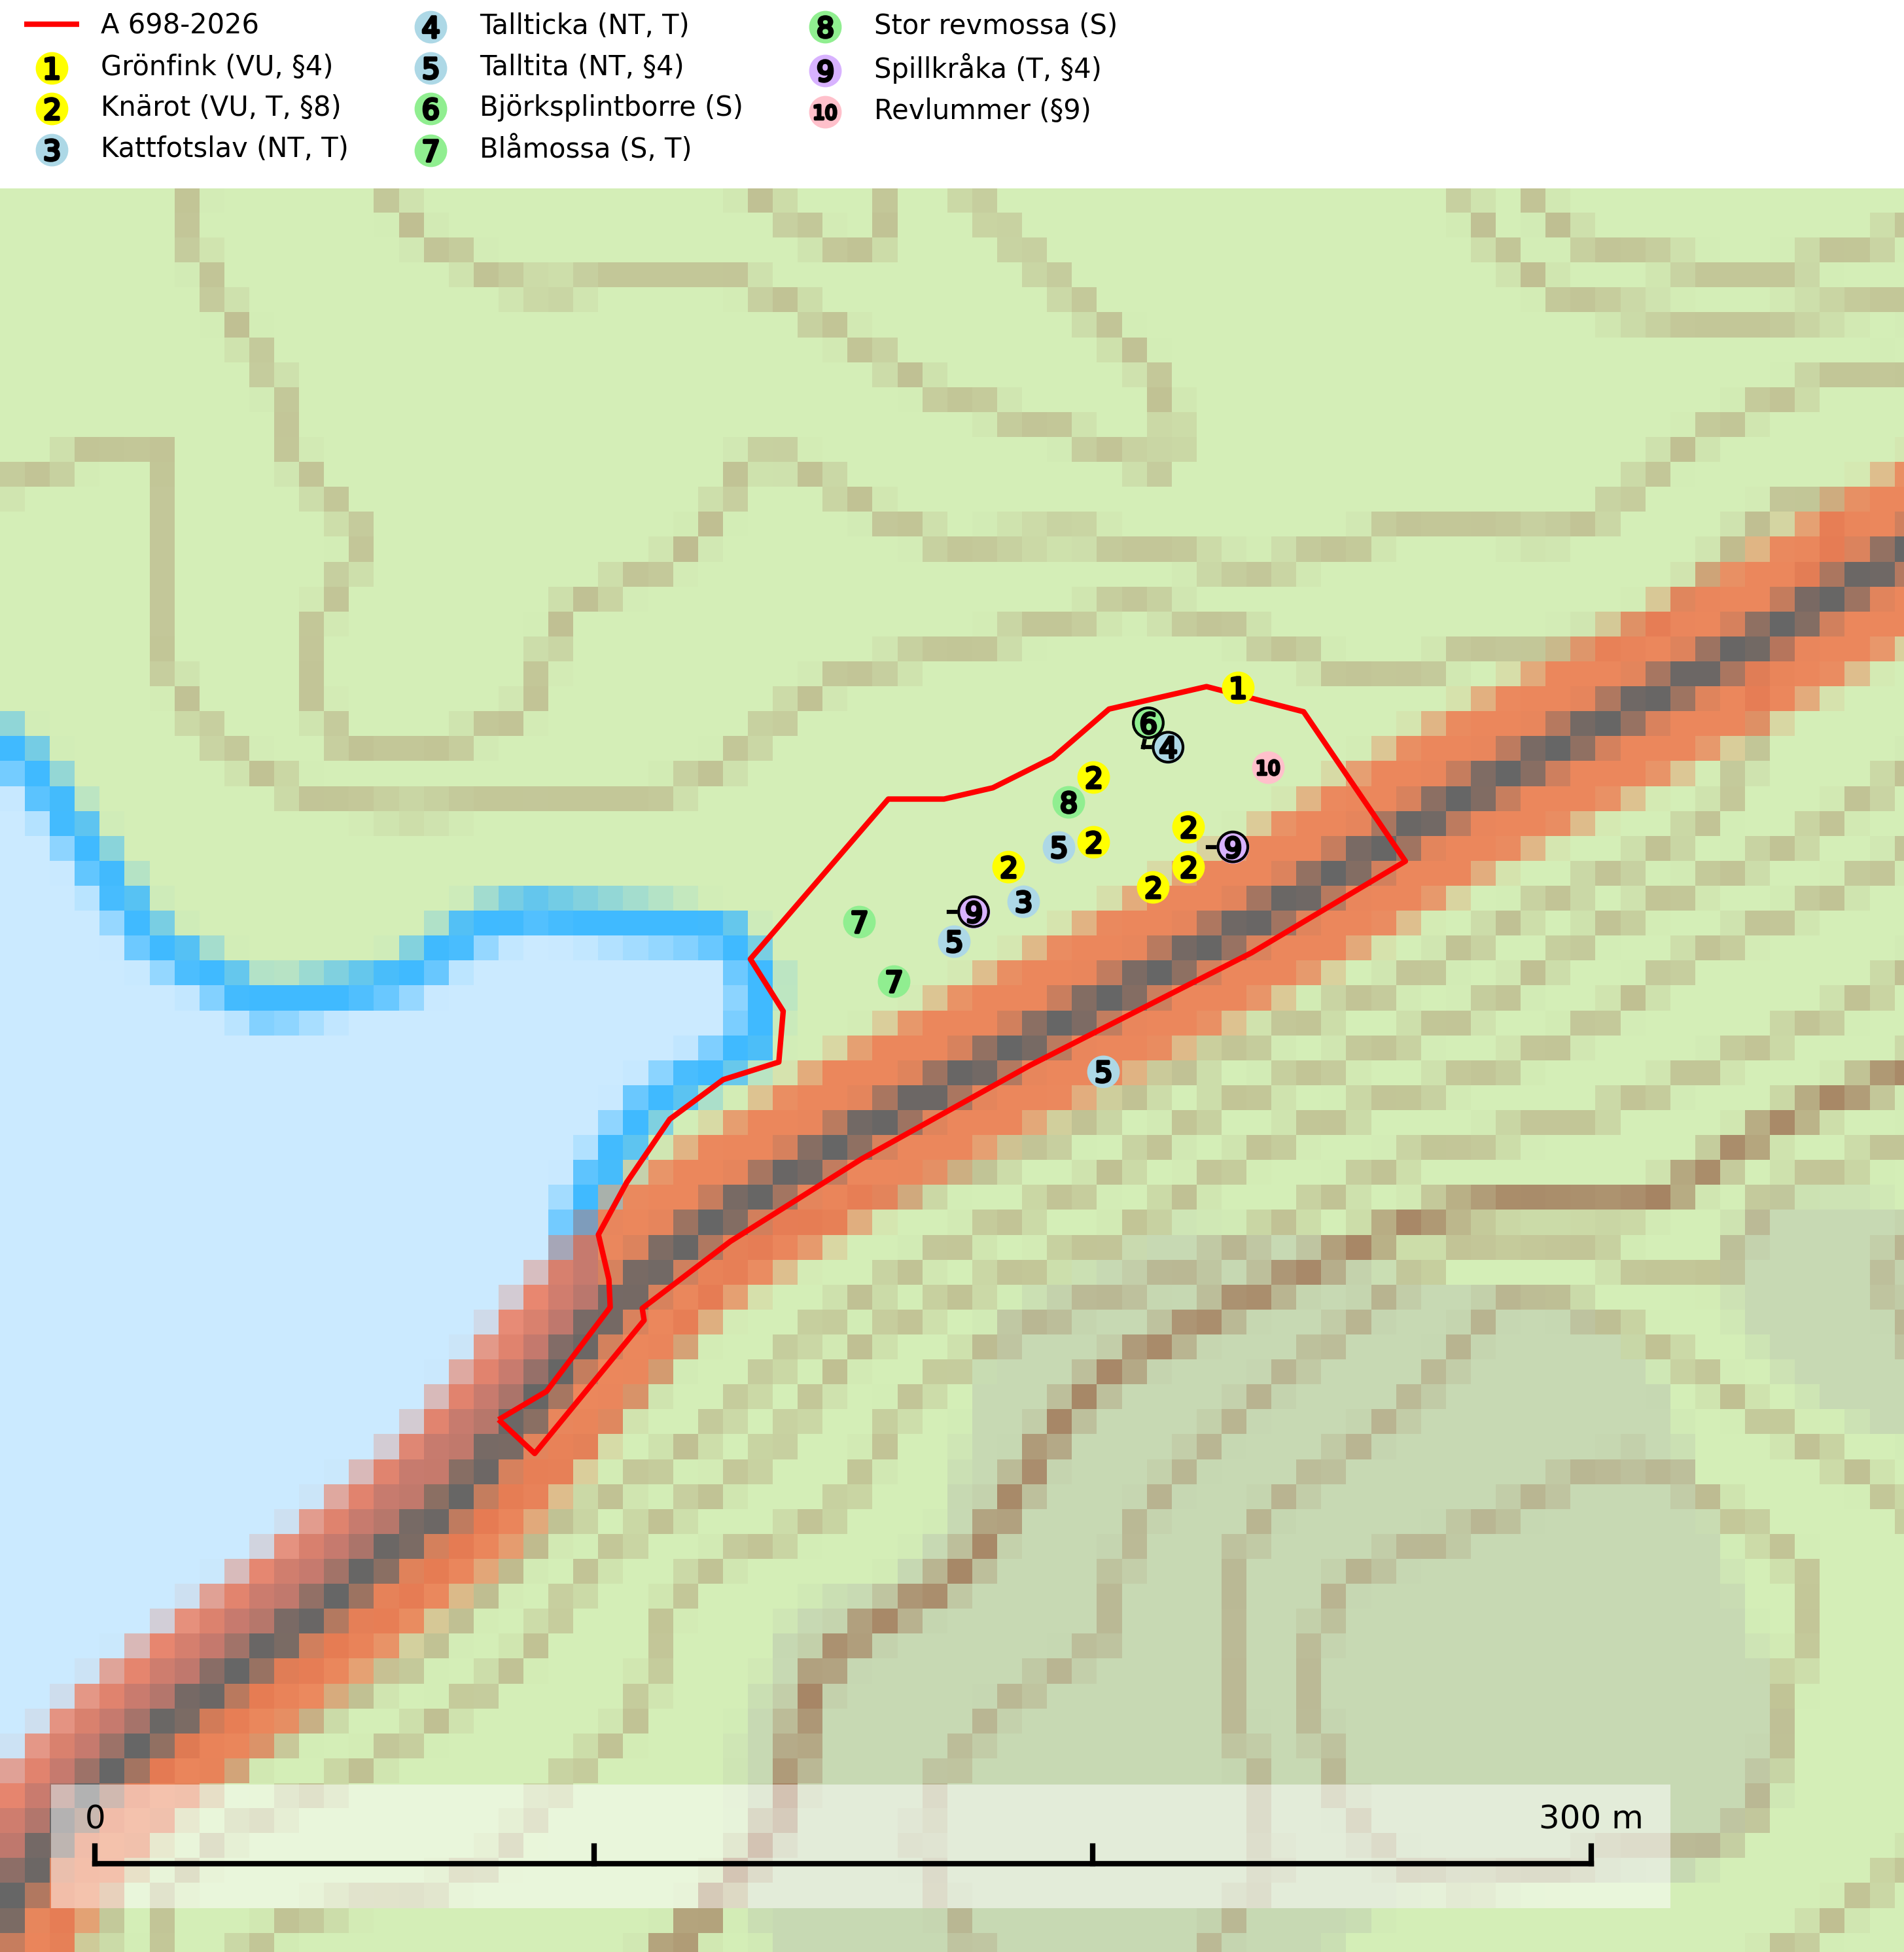 A 698-2026
1 Grönfink (VU, §4)
2 Knärot (VU, T, §8)
3 Kattfotslav (NT, T)
4 Tallticka (NT, T)
5 Talltita (NT, §4)
6 Björksplintborre (S)
7 Blåmossa (S, T)
8 Stor revmossa (S)
9 Spillkråka (T, §4)
10 Revlummer (§9)
1
6
4
10
2
8
2
9
5
2
2
2
2
3
9
7
5
7
5
0 300 m